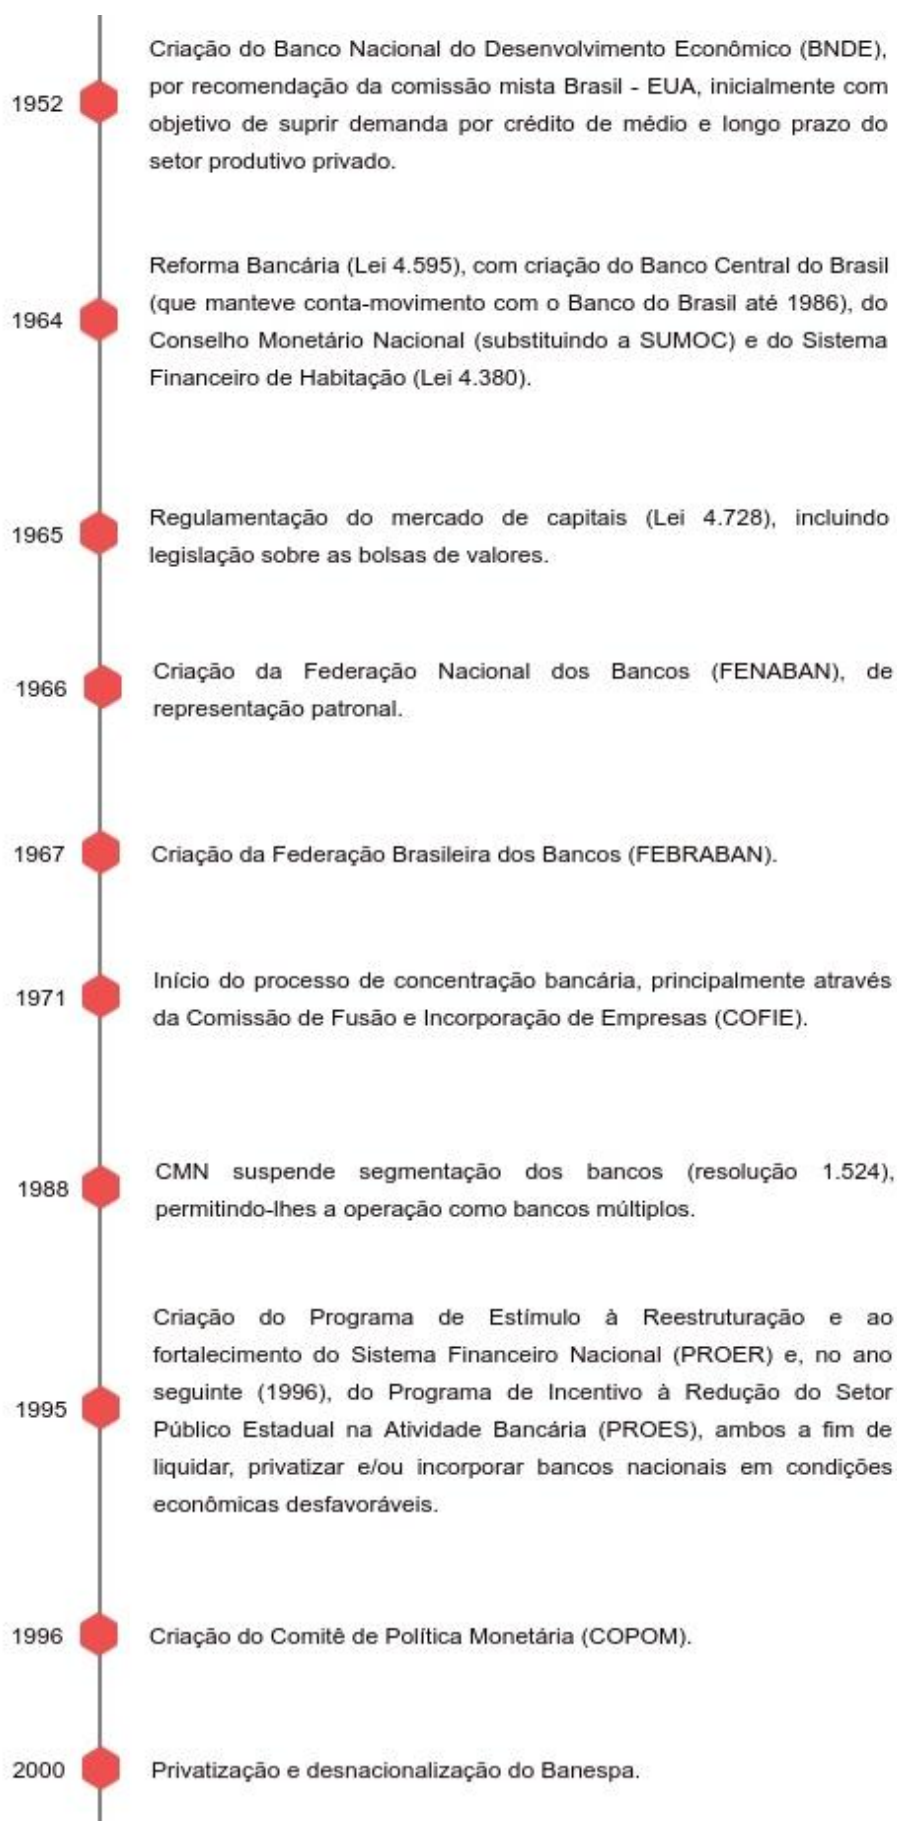 Criação do Banco Nacional do Desenvolvimento Econômico (BNDE),
1952 por recomendação da comissão mista Brasil - EUA, inicialmente com
objetivo de suprir demanda por crédito de médio e longo prazo do
setor produtivo privado.
Reforma Bancária (Lei 4.595), com criação do Banco Central do Brasil
1964 (que manteve conta-movimento com o Banco do Brasil até 1986), do
Conselho Monetário Nacional (substituindo a SUMOC) e do Sistema
Financeiro de Habitação (Lei 4.380).
1965 Regulamentação do mercado de capitais (Lei 4.728), incluindo
legislação sobre as bolsas de valores.
1966 Criação da Federação Nacional dos Bancos (FENABAN), de
representação patronal.
1967 Criação da Federação Brasileira dos Bancos (FEBRABAN).
1971 Início do processo de concentração bancária, principalmente através
da Comissão de Fusão e Incorporação de Empresas (COFIE).
1988 CMN suspende segmentação dos bancos (resolução 1.524),
permitindo-lhes a operação como bancos múltiplos.
Criação do Programa de Estímulo à Reestruturação e ao
fortalecimento do Sistema Financeiro Nacional (PROER) e, no ano
1995 seguinte (1996), do Programa de Incentivo à Redução do Setor
Público Estadual na Atividade Bancária (PROES), ambos a fim de
liquidar, privatizar e/ou incorporar bancos nacionais em condições
econômicas desfavoráveis.
1996 Criação do Comitê de Política Monetária (COPOM).
2000 Privatização e desnacionalização do Banespa.